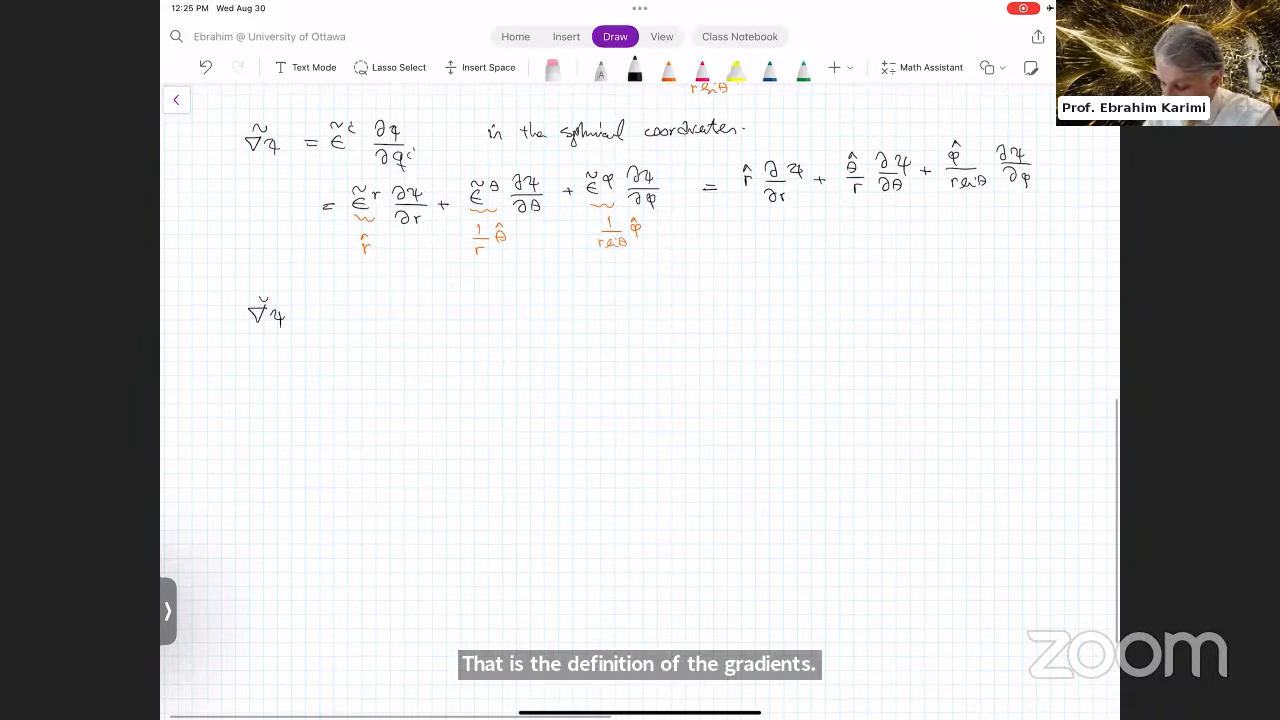 12:25 PM Wed Aug 30
Ebrahim @ University of Ottawa
Home Insert Draw View Class Notebook
Text Mode Lasso Select Insert Space Math Assistant
Prof. Ebrahim Karimi
r sinθ
∇̃ψ = ε̃ⁱ ∂/∂qⁱ in the spherical coordinates.
= ε̃ʳ ∂ψ/∂r + ε̃^θ ∂ψ/∂θ + ε̃^φ ∂ψ/∂φ = r̂ ∂ψ/∂r + θ̂/r ∂ψ/∂θ + φ̂/(r sinθ) ∂ψ/∂φ
r̂ 1/r θ̂ 1/(r sinθ) φ̂
∇̆ψ
That is the definition of the gradients.
zoom